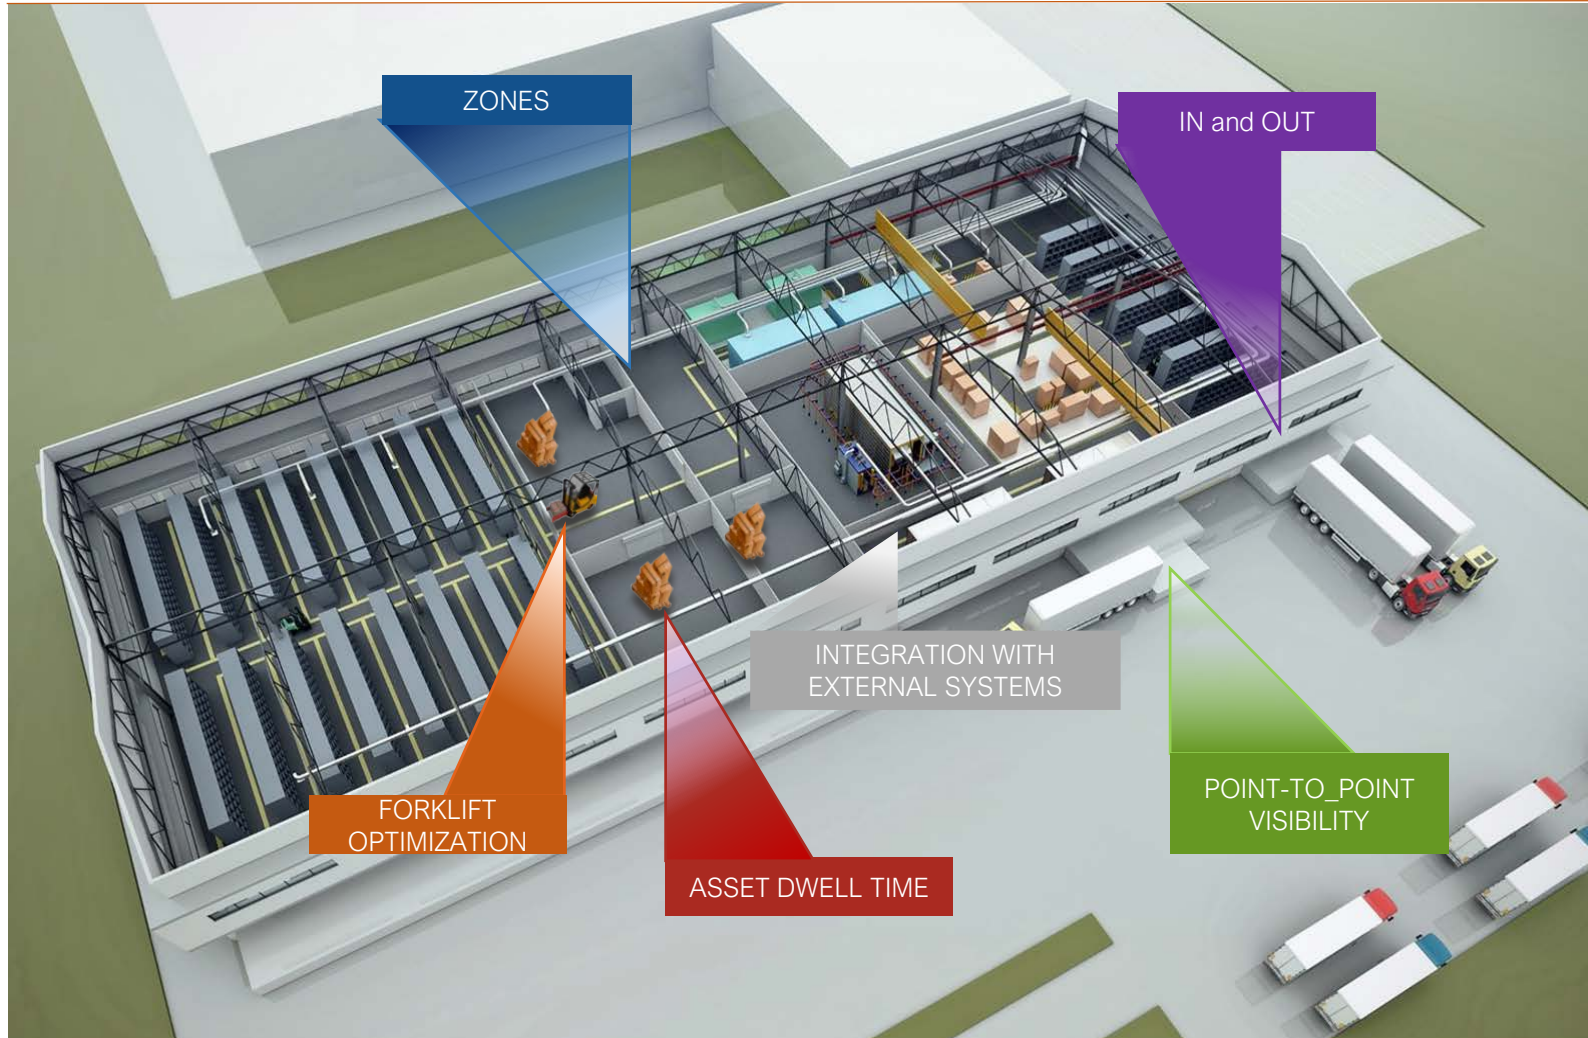 ZONES
IN and OUT
INTEGRATION WITH
EXTERNAL SYSTEMS
POINT-TO_POINT
VISIBILITY
FORKLIFT
OPTIMIZATION
ASSET DWELL TIME